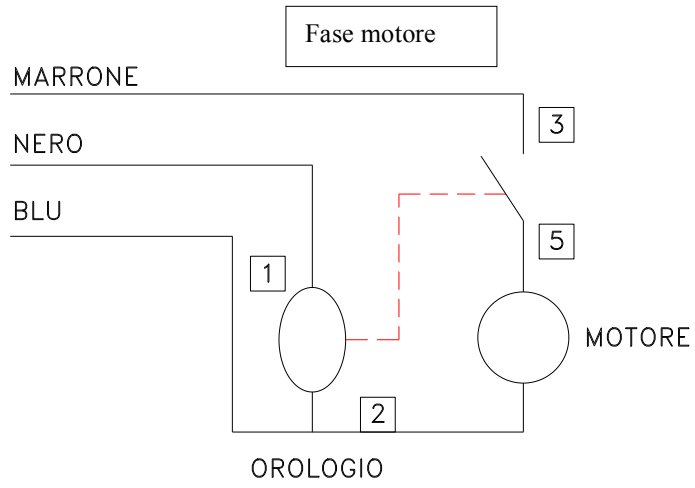 Fase motore
MARRONE
3
NERO
BLU
5
1
MOTORE
2
OROLOGIO